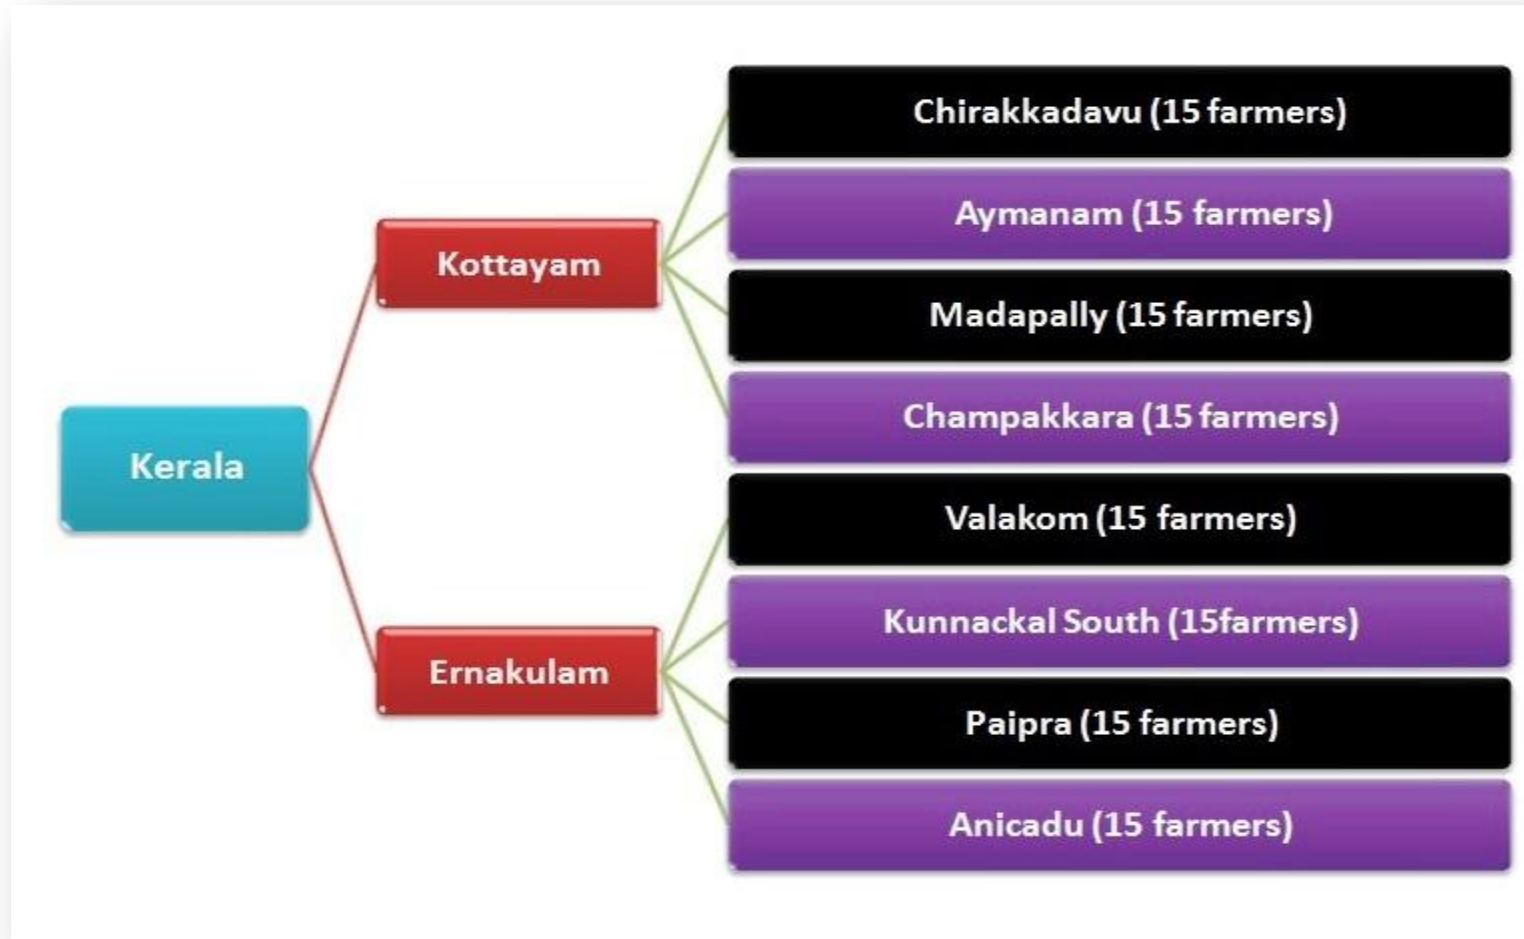 Kerala
Kottayam
Chirakkadavu (15 farmers)
Aymanam (15 farmers)
Madapally (15 farmers)
Champakkara (15 farmers)
Ernakulam
Valakom (15 farmers)
Kunnackal South (15farmers)
Paipra (15 farmers)
Anicadu (15 farmers)